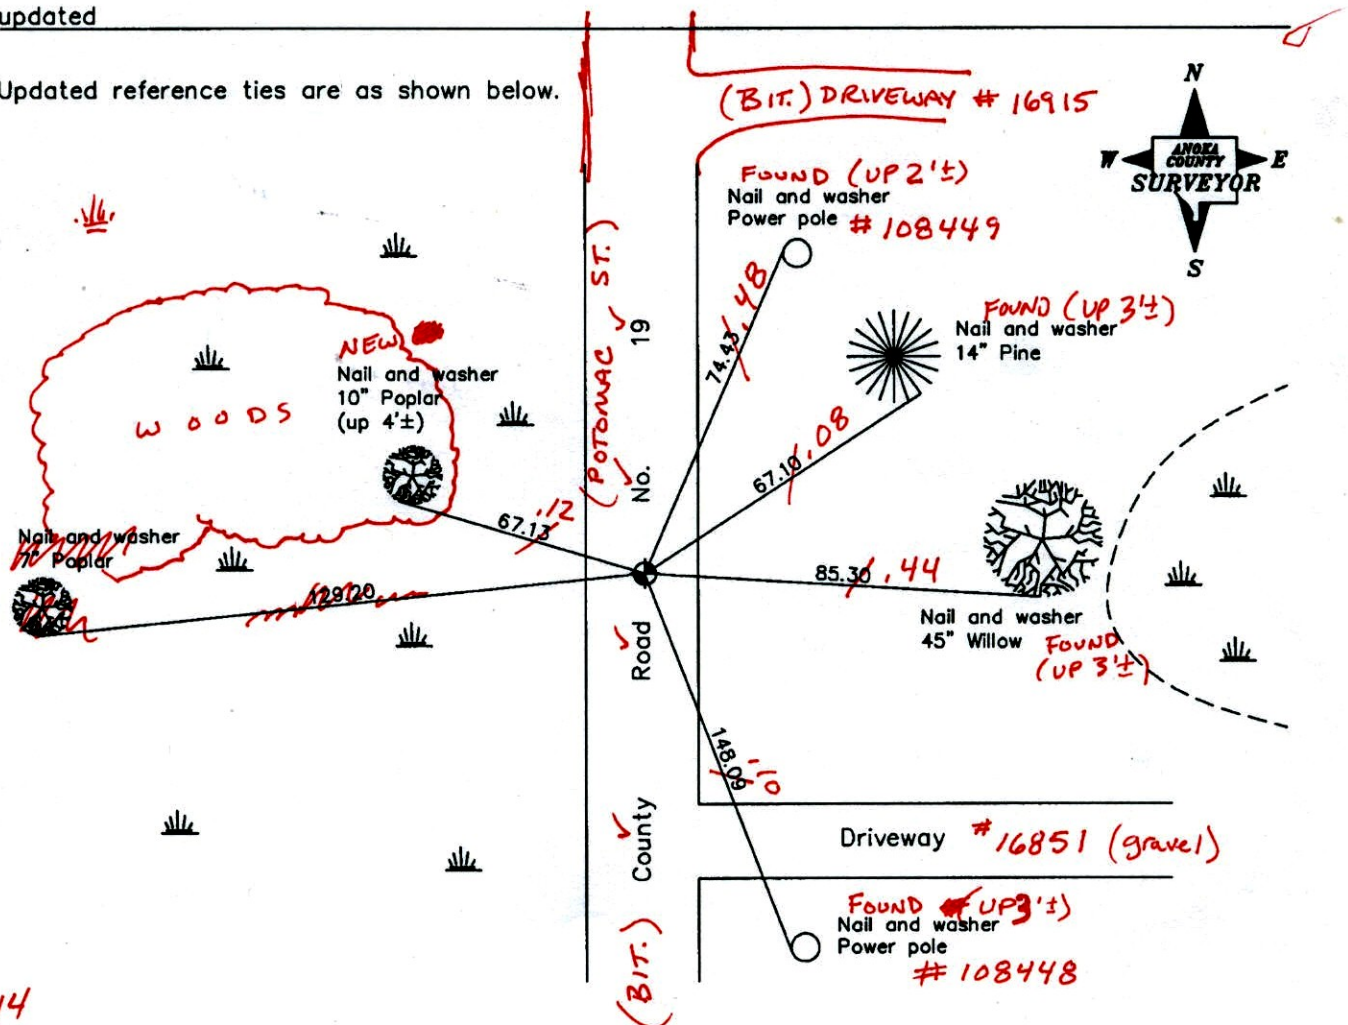 updated
Updated reference ties are as shown below.
(BIT.) DRIVEWAY # 16915
N
W
ANOKA
COUNTY
SURVEYOR
E
S
FOUND (UP 2'±)
Nail and washer
Power pole # 108449
74.43 .48
FOUND (UP 3'±)
Nail and washer
14" Pine
67.10 .08
NEW
Nail and washer
10" Poplar
(up 4'±)
WOODS
67.13 .12
Nail and washer
7" Poplar
129.20
85.30 .44
Nail and washer
45" Willow FOUND
(UP 3'±)
148.09 .10
County Road No. 19
(POTOMAC ST.)
(BIT.)
Driveway # 16851 (gravel)
FOUND (UP 3'±)
Nail and washer
Power pole
# 108448
14